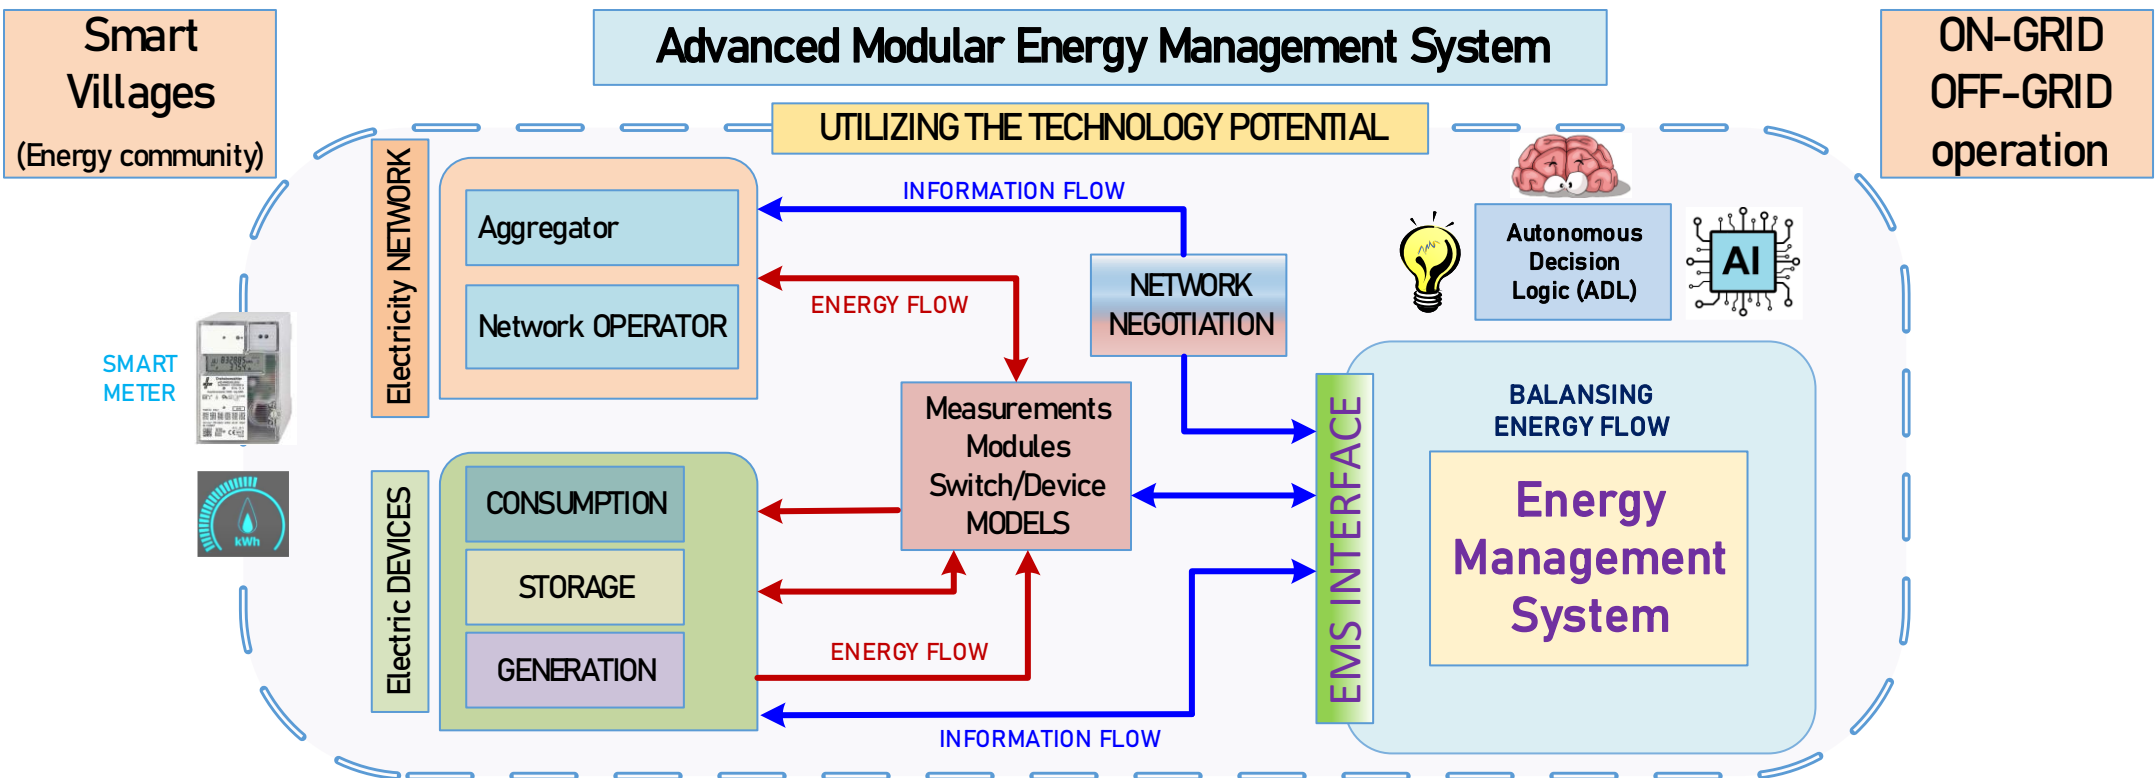 Smart
Villages
(Energy community)
Advanced Modular Energy Management System
ON-GRID
OFF-GRID
operation
UTILIZING THE TECHNOLOGY POTENTIAL
Electricity NETWORK
Aggregator
Network OPERATOR
INFORMATION FLOW
ENERGY FLOW
NETWORK
NEGOTIATION
Autonomous
Decision
Logic (ADL)
AI
SMART
METER
kWh
Measurements
Modules
Switch/Device
MODELS
Electric DEVICES
CONSUMPTION
STORAGE
GENERATION
ENERGY FLOW
INFORMATION FLOW
EMS INTERFACE
BALANSING
ENERGY FLOW
Energy
Management
System